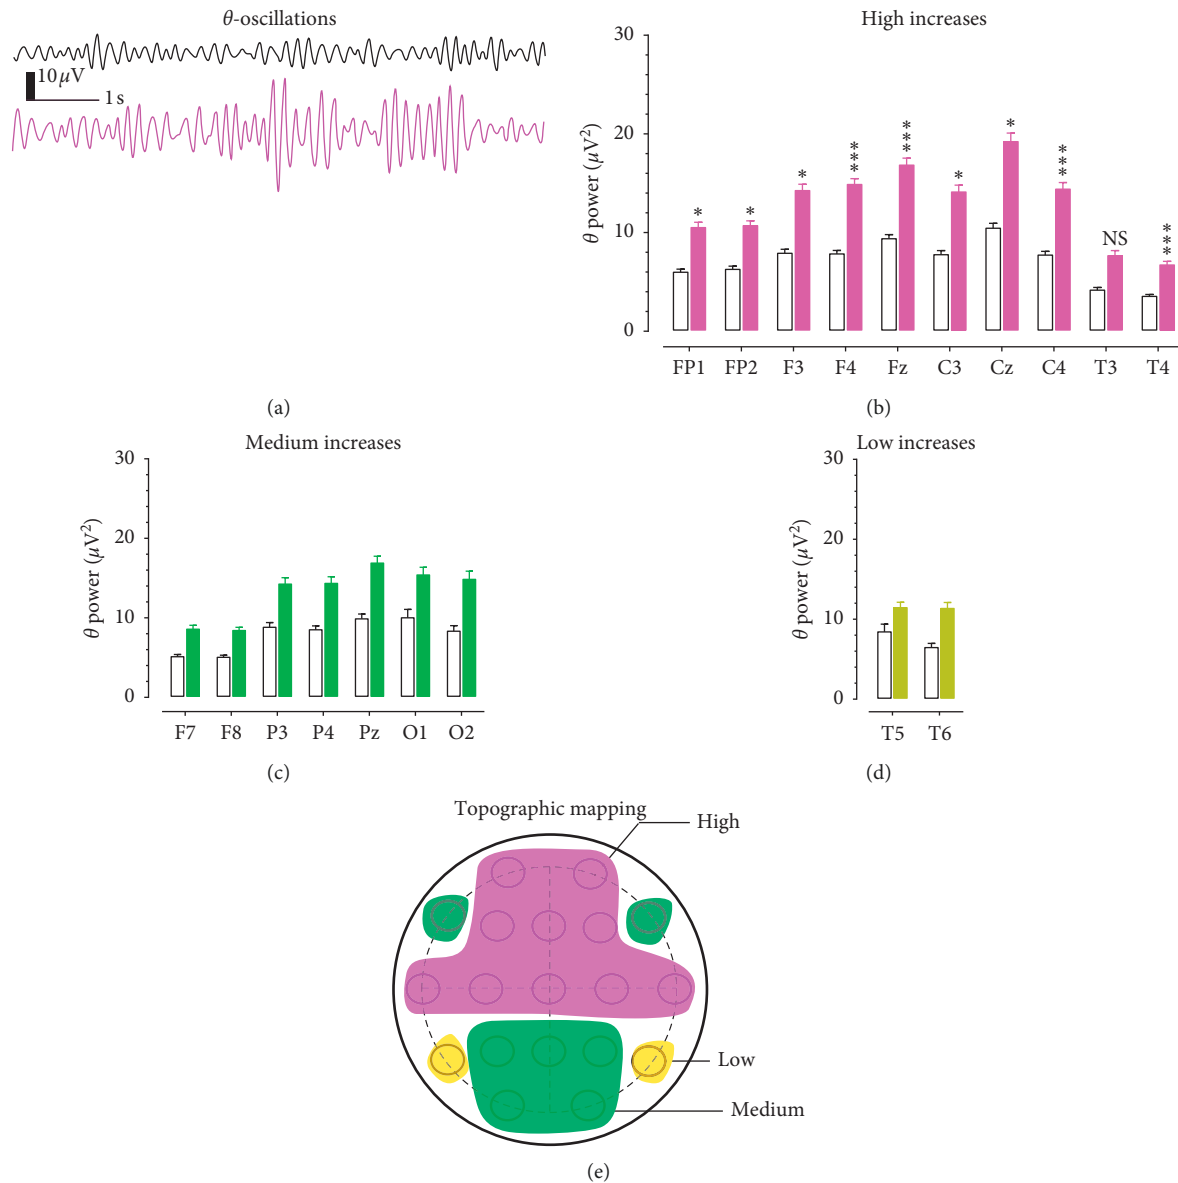 θ-oscillations
10 μV
1 s
(a)
High increases
30
20
10
0
θ power (μV²)
*
*
*
***
***
*
*
***
NS
***
FP1 FP2 F3 F4 Fz C3 Cz C4 T3 T4
(b)
Medium increases
30
20
10
0
θ power (μV²)
F7 F8 P3 P4 Pz O1 O2
(c)
Low increases
30
20
10
0
θ power (μV²)
T5 T6
(d)
Topographic mapping
High
Low
Medium
(e)